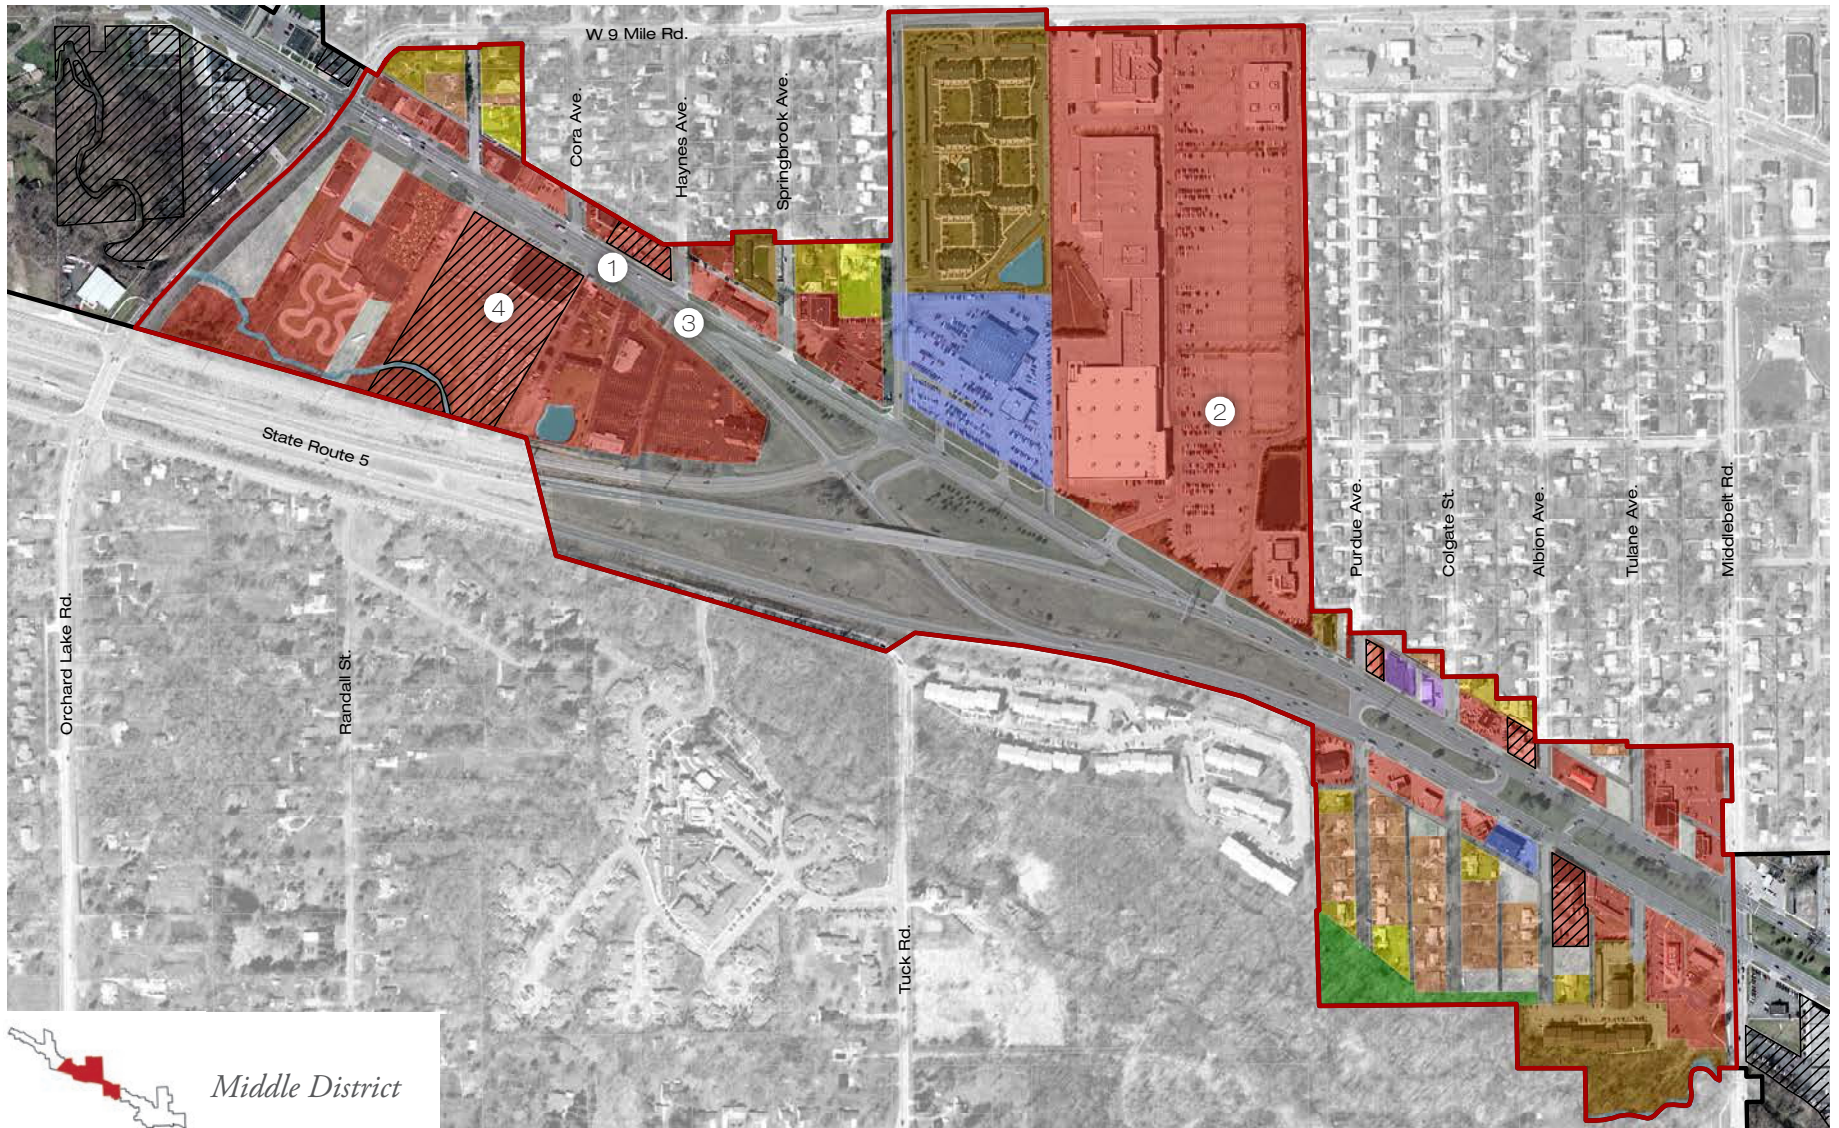 W 9 Mile Rd.
Cora Ave.
Haynes Ave.
Springbrook Ave.
1
4
3
2
State Route 5
Purdue Ave.
Colgate St.
Albion Ave.
Tulane Ave.
Middlebelt Rd.
Orchard Lake Rd.
Randall St.
Tuck Rd.
Middle District